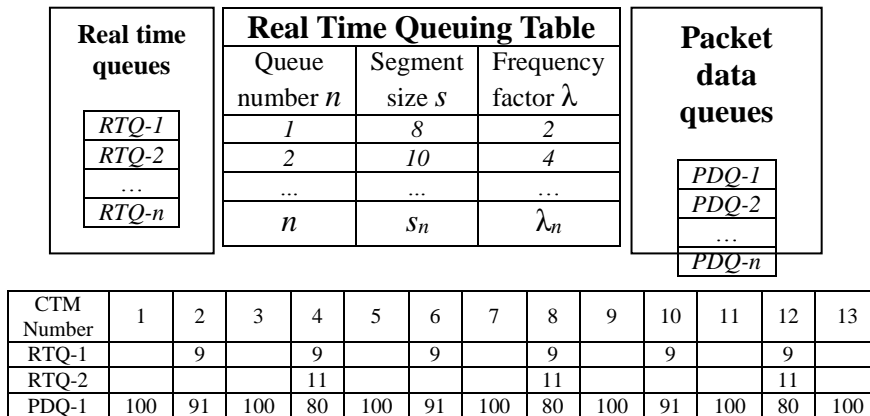 Real time
queues
RTQ-1
RTQ-2
…
RTQ-n
Real Time Queuing Table
Queue number n Segment size s Frequency factor λ
1 8 2
2 10 4
... ... …
n sn λn
Packet
data
queues
PDQ-1
PDQ-2
…
PDQ-n
CTM Number 1 2 3 4 5 6 7 8 9 10 11 12 13
RTQ-1 9 9 9 9 9 9
RTQ-2 11 11 11
PDQ-1 100 91 100 80 100 91 100 80 100 91 100 80 100